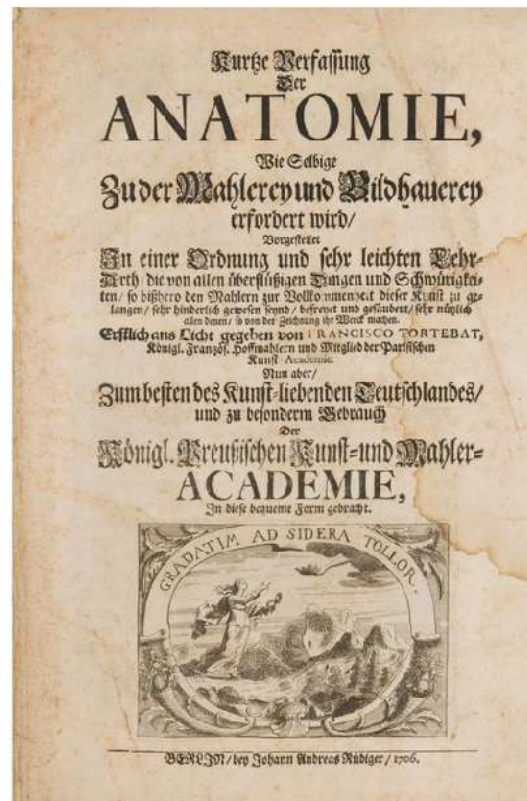 Kurtze Verfassung
Der
ANATOMIE,
Wie Selbige
Zu der Mahlerey und Bildhauerey
erfordert wird/
Vorgestellet
In einer Ordnung und sehr leichten Lehr-
Arth/ die von allen überflüßigen Dingen und Schwürigkei-
ten/ so bißhero den Mahlern zur Vollkommenheit dieser Kunst zu ge-
langen/ sehr hinderlich gewesen seynd/ befreyet und gesäubert/ sehr nützlich
allen denen/ so von der Zeichnung ihr Werck machen.
Erstlich ans Licht gegeben von FRANCISCO TORTEBAT,
Königl. Französ. Hoffmahlern und Mitglied der Parisischen
Kunst-Academie.
Nun aber/
Zum besten des Kunst-liebenden Teutschlandes/
und zu besonderm Gebrauch
Der
Königl. Preußischen Kunst- und Mahler-
ACADEMIE,
In diese bequeme Form gebracht.
GRADATIM AD SIDERA TOLLOR.
BERLIN/ bey Johann Andreas Rüdiger/ 1706.